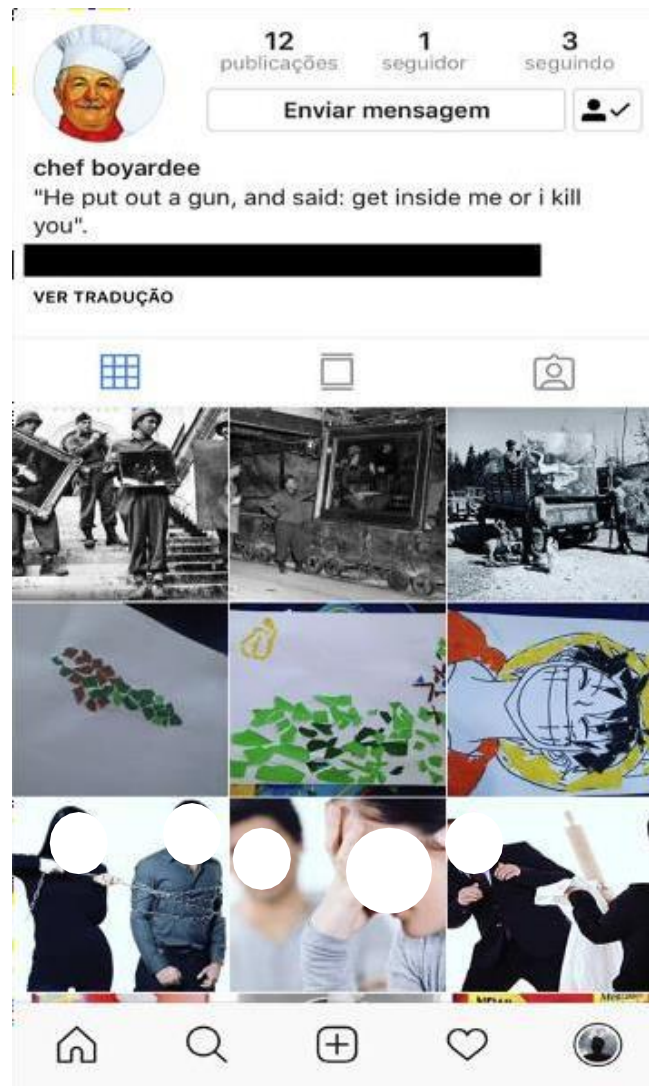 12 1 3
publicações seguidor seguindo
Enviar mensagem
chef boyardee
"He put out a gun, and said: get inside me or i kill
you".
VER TRADUÇÃO